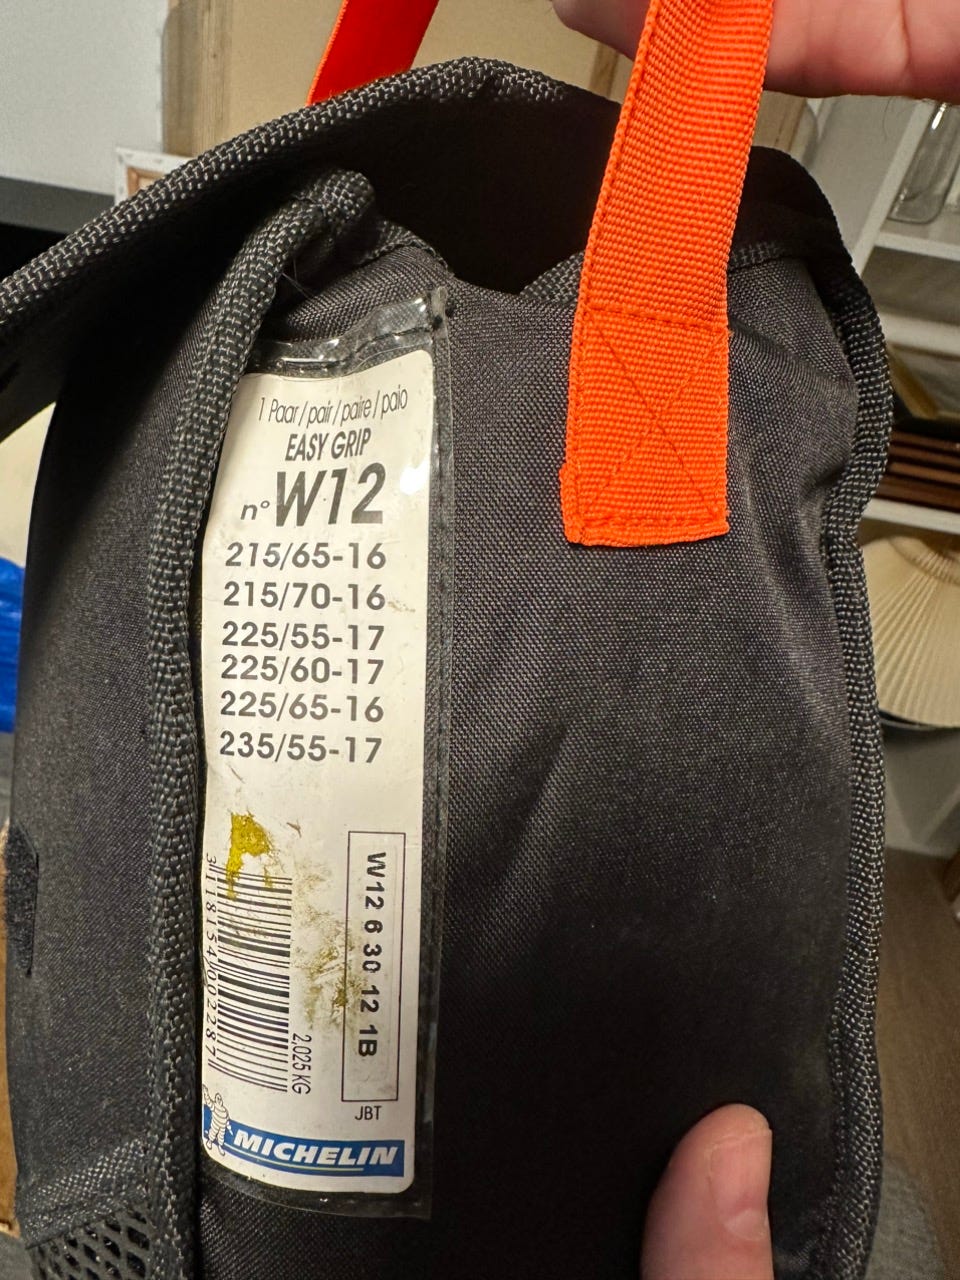 1 Paar/pair/paire/paio
EASY GRIP
n° W12
215/65-16
215/70-16
225/55-17
225/60-17
225/65-16
235/55-17
W12 6 30 12 1B
3118154002287
2,025 KG
JBT
MICHELIN